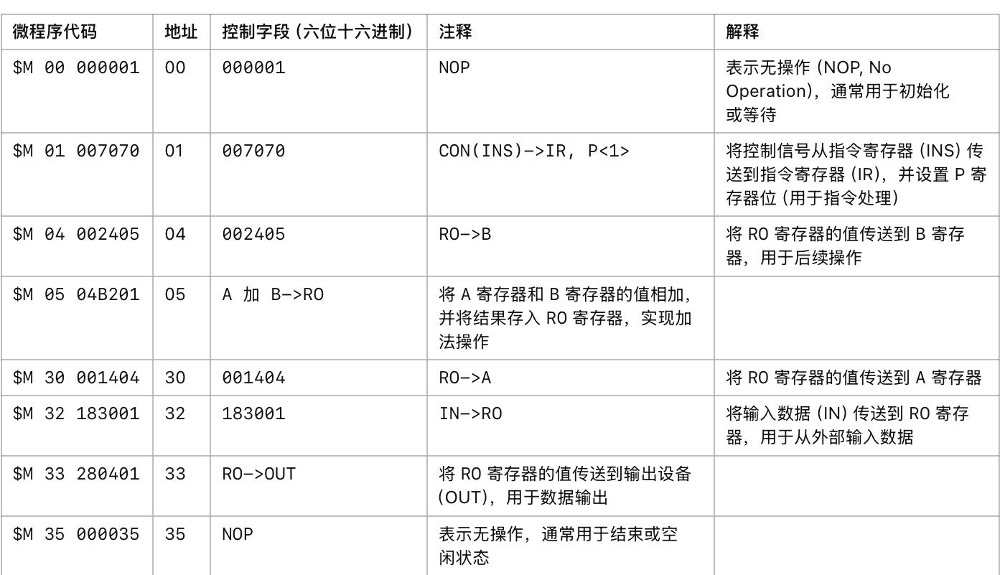 微程序代码 地址 控制字段（六位十六进制） 注释 解释
$M 00 000001 00 000001 NOP 表示无操作（NOP, No
Operation），通常用于初始化
或等待
$M 01 007070 01 007070 CON(INS)—>IR, P<1> 将控制信号从指令寄存器（INS）传
送到指令寄存器（IR），并设置 P 寄
存器位（用于指令处理）
$M 04 002405 04 002405 R0—>B 将 R0 寄存器的值传送到 B 寄存
器，用于后续操作
$M 05 04B201 05 A 加 B—>R0 将 A 寄存器和 B 寄存器的值相加，
并将结果存入 R0 寄存器，实现加
法操作
$M 30 001404 30 001404 R0—>A 将 R0 寄存器的值传送到 A 寄存器
$M 32 183001 32 183001 IN—>R0 将输入数据（IN）传送到 R0 寄存
器，用于从外部输入数据
$M 33 280401 33 R0—>OUT 将 R0 寄存器的值传送到输出设备
（OUT），用于数据输出
$M 35 000035 35 NOP 表示无操作，通常用于结束或空
闲状态